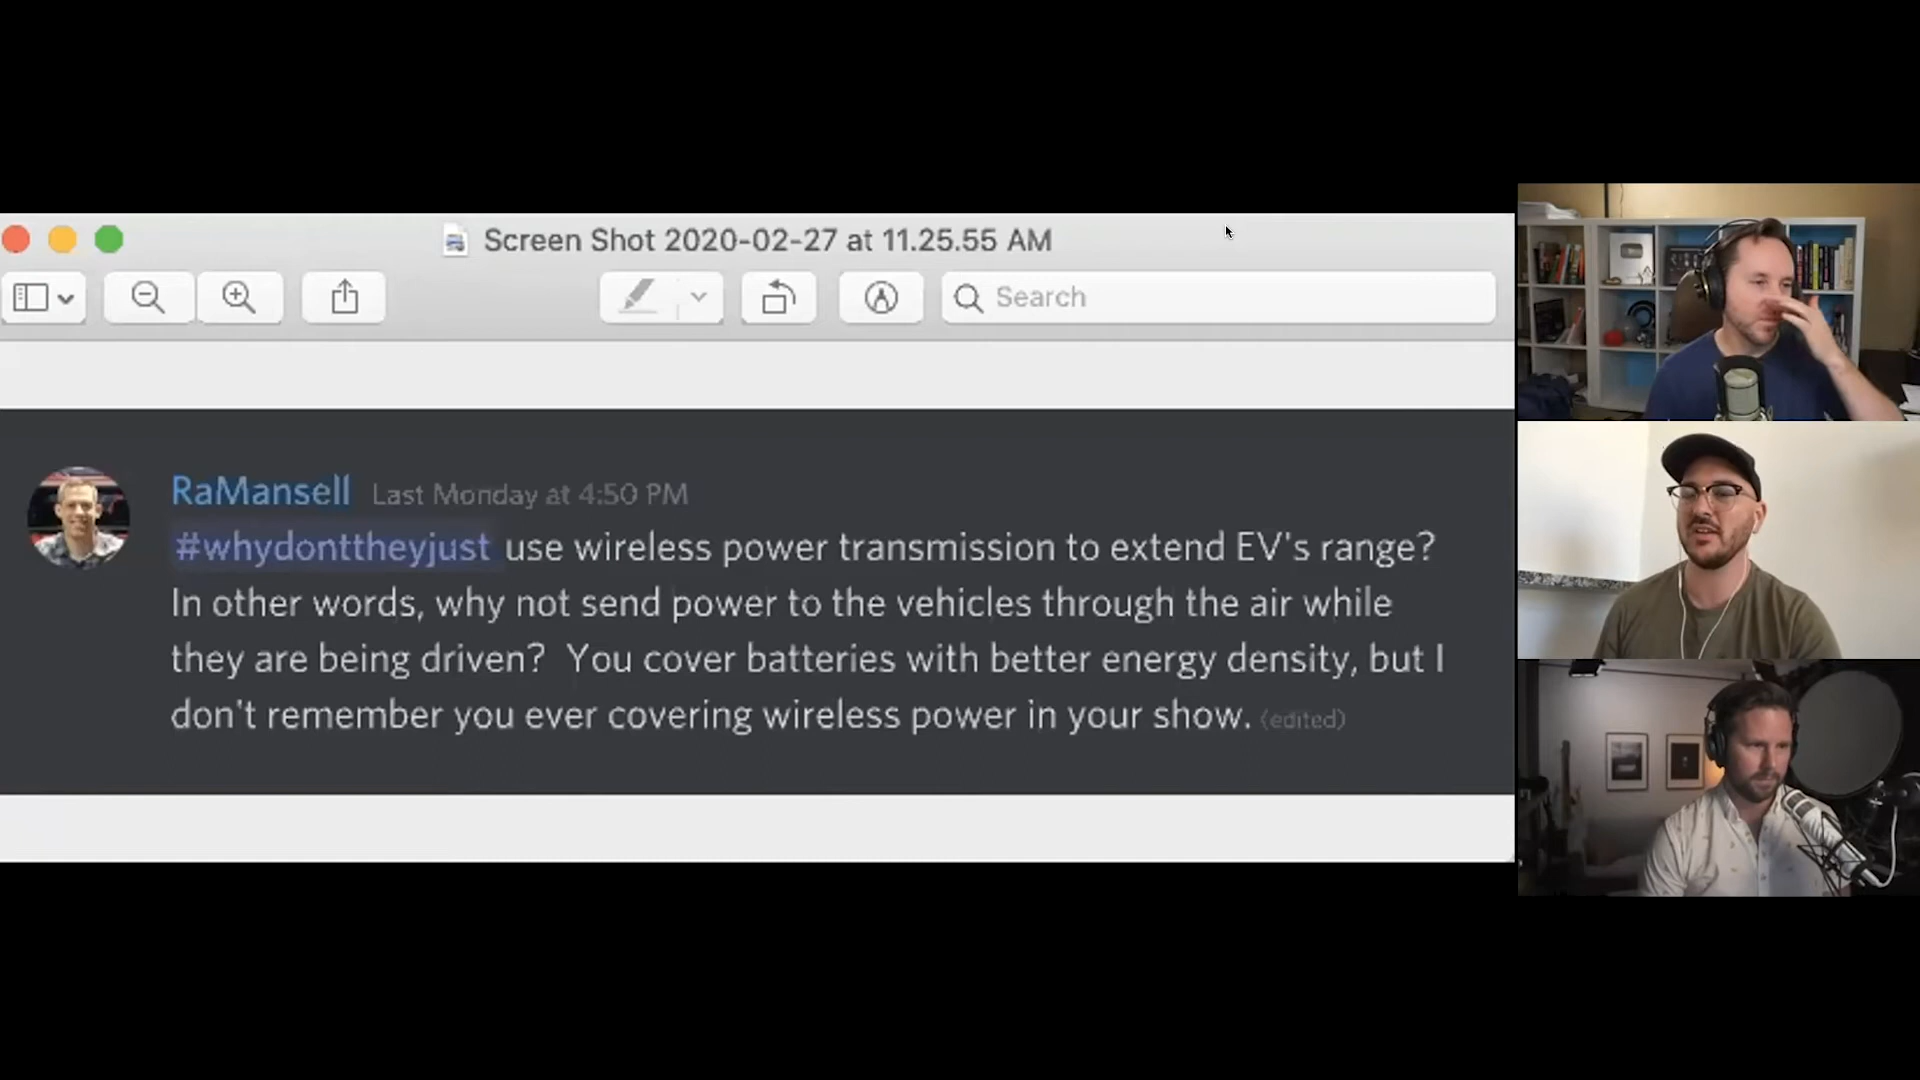 Screen Shot 2020-02-27 at 11.25.55 AM
Search
RaMansell Last Monday at 4:50 PM
#whydonttheyjust use wireless power transmission to extend EV's range?
In other words, why not send power to the vehicles through the air while
they are being driven? You cover batteries with better energy density, but I
don't remember you ever covering wireless power in your show. (edited)